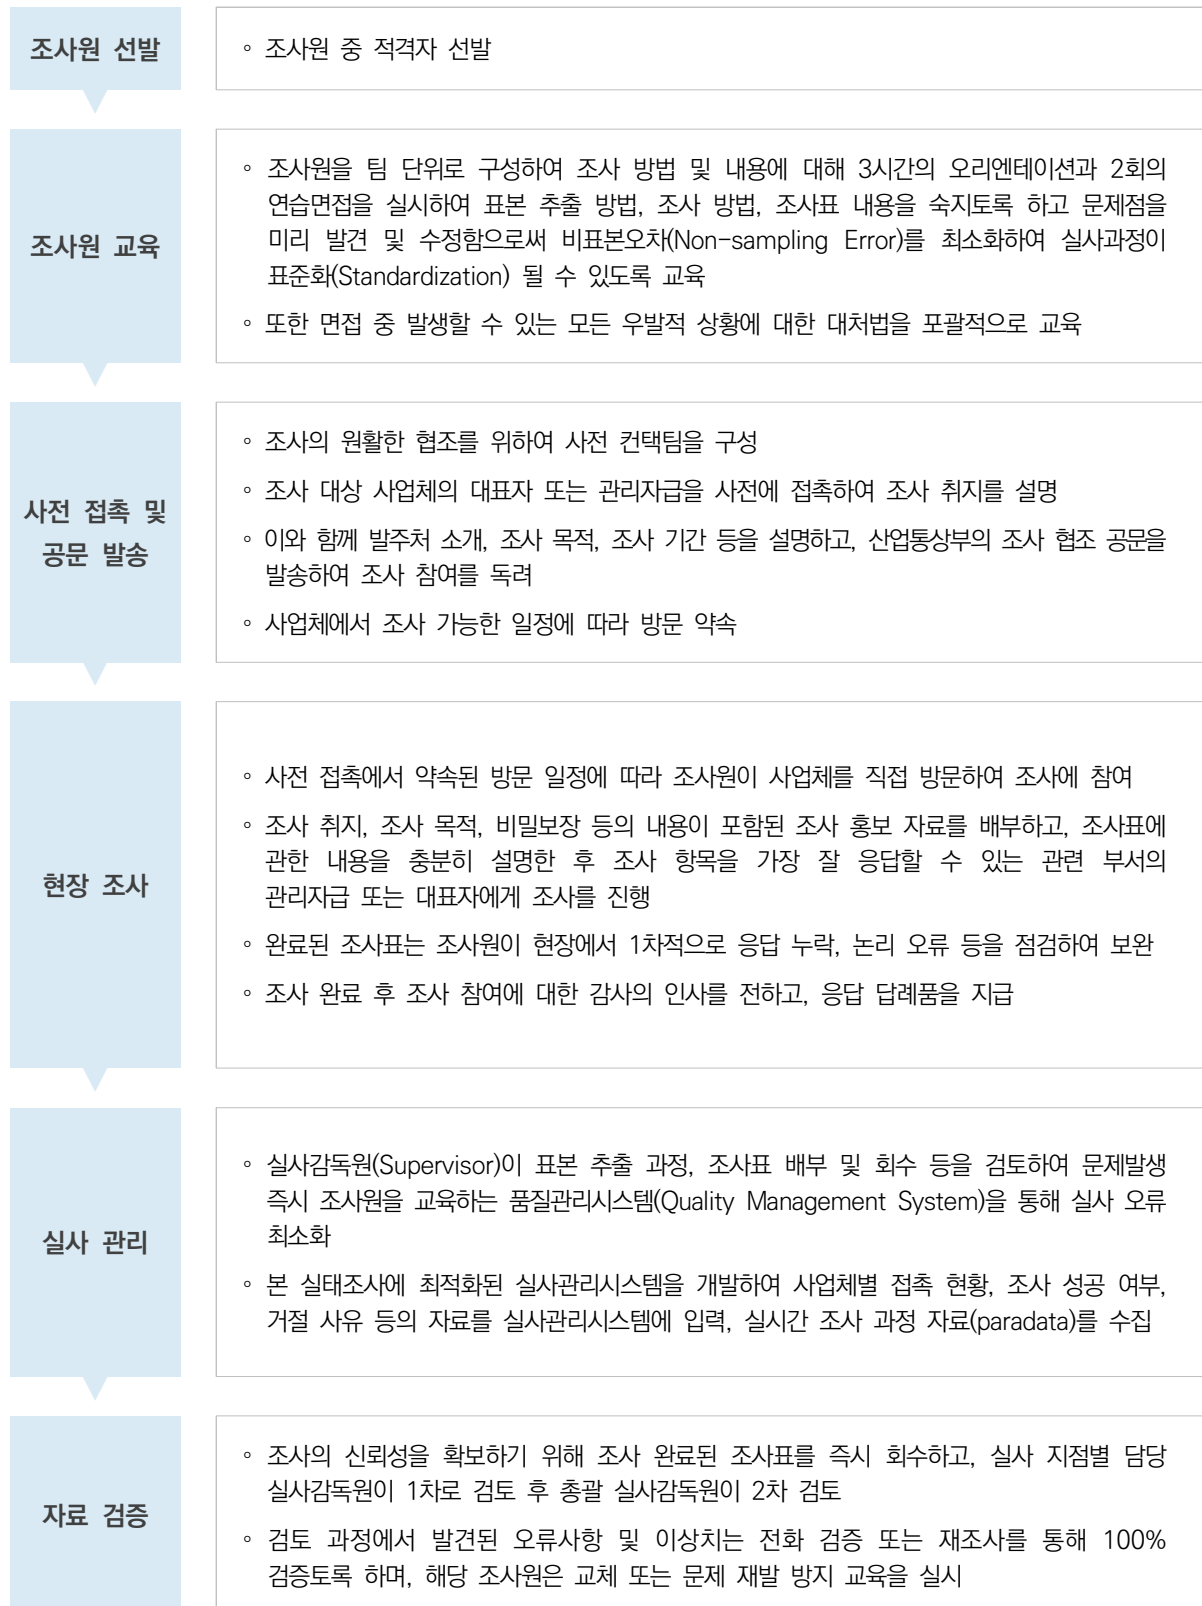 조사원 선발
◦ 조사원 중 적격자 선발
조사원 교육
◦ 조사원을 팀 단위로 구성하여 조사 방법 및 내용에 대해 3시간의 오리엔테이션과 2회의
연습면접을 실시하여 표본 추출 방법, 조사 방법, 조사표 내용을 숙지토록 하고 문제점을
미리 발견 및 수정함으로써 비표본오차(Non-sampling Error)를 최소화하여 실사과정이
표준화(Standardization) 될 수 있도록 교육
◦ 또한 면접 중 발생할 수 있는 모든 우발적 상황에 대한 대처법을 포괄적으로 교육
사전 접촉 및
공문 발송
◦ 조사의 원활한 협조를 위하여 사전 컨택팀을 구성
◦ 조사 대상 사업체의 대표자 또는 관리자급을 사전에 접촉하여 조사 취지를 설명
◦ 이와 함께 발주처 소개, 조사 목적, 조사 기간 등을 설명하고, 산업통상부의 조사 협조 공문을
발송하여 조사 참여를 독려
◦ 사업체에서 조사 가능한 일정에 따라 방문 약속
현장 조사
◦ 사전 접촉에서 약속된 방문 일정에 따라 조사원이 사업체를 직접 방문하여 조사에 참여
◦ 조사 취지, 조사 목적, 비밀보장 등의 내용이 포함된 조사 홍보 자료를 배부하고, 조사표에
관한 내용을 충분히 설명한 후 조사 항목을 가장 잘 응답할 수 있는 관련 부서의
관리자급 또는 대표자에게 조사를 진행
◦ 완료된 조사표는 조사원이 현장에서 1차적으로 응답 누락, 논리 오류 등을 점검하여 보완
◦ 조사 완료 후 조사 참여에 대한 감사의 인사를 전하고, 응답 답례품을 지급
실사 관리
◦ 실사감독원(Supervisor)이 표본 추출 과정, 조사표 배부 및 회수 등을 검토하여 문제발생
즉시 조사원을 교육하는 품질관리시스템(Quality Management System)을 통해 실사 오류
최소화
◦ 본 실태조사에 최적화된 실사관리시스템을 개발하여 사업체별 접촉 현황, 조사 성공 여부,
거절 사유 등의 자료를 실사관리시스템에 입력, 실시간 조사 과정 자료(paradata)를 수집
자료 검증
◦ 조사의 신뢰성을 확보하기 위해 조사 완료된 조사표를 즉시 회수하고, 실사 지점별 담당
실사감독원이 1차로 검토 후 총괄 실사감독원이 2차 검토
◦ 검토 과정에서 발견된 오류사항 및 이상치는 전화 검증 또는 재조사를 통해 100%
검증토록 하며, 해당 조사원은 교체 또는 문제 재발 방지 교육을 실시